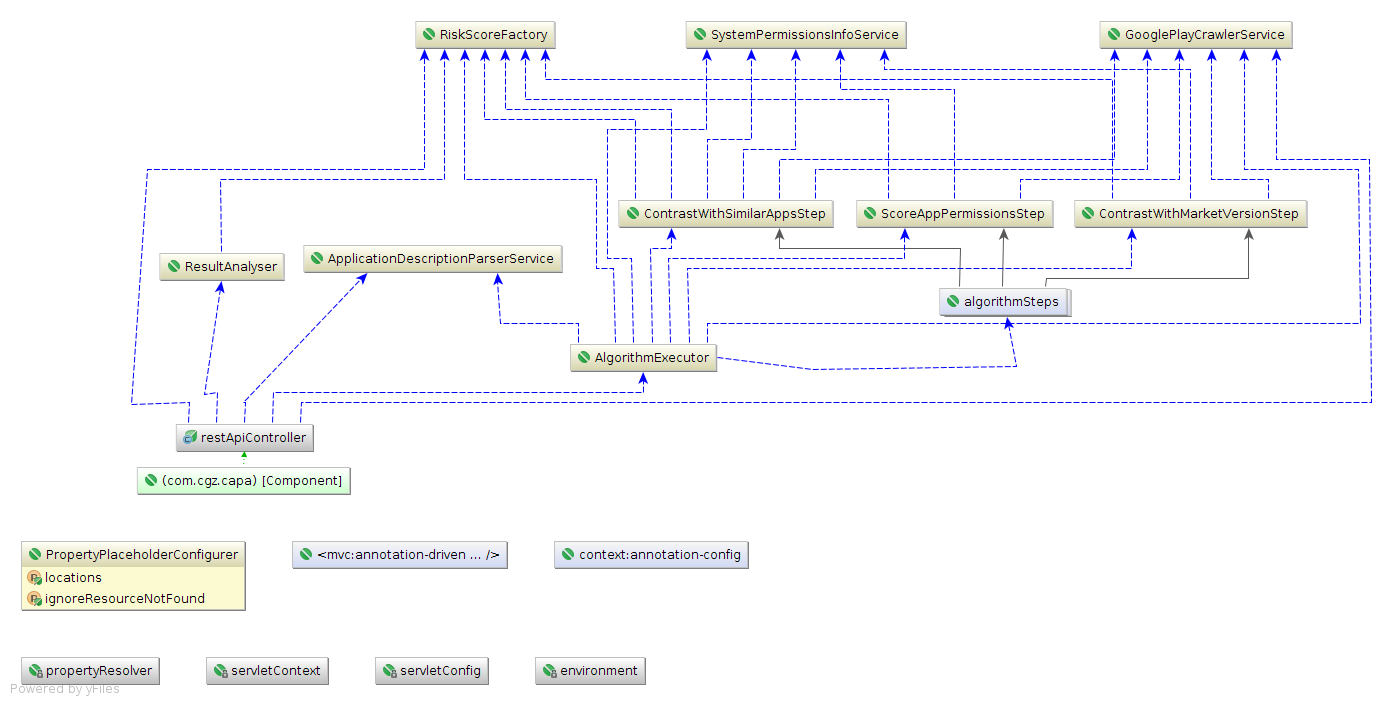 RiskScoreFactory
SystemPermissionsInfoService
GooglePlayCrawlerService
ContrastWithSimilarAppsStep
ScoreAppPermissionsStep
ContrastWithMarketVersionStep
ResultAnalyser
ApplicationDescriptionParserService
algorithmSteps
AlgorithmExecutor
restApiController
(com.cgz.capa) [Component]
PropertyPlaceholderConfigurer
locations
ignoreResourceNotFound
<mvc:annotation-driven ... />
context:annotation-config
propertyResolver
servletContext
servletConfig
environment
Powered by yFiles